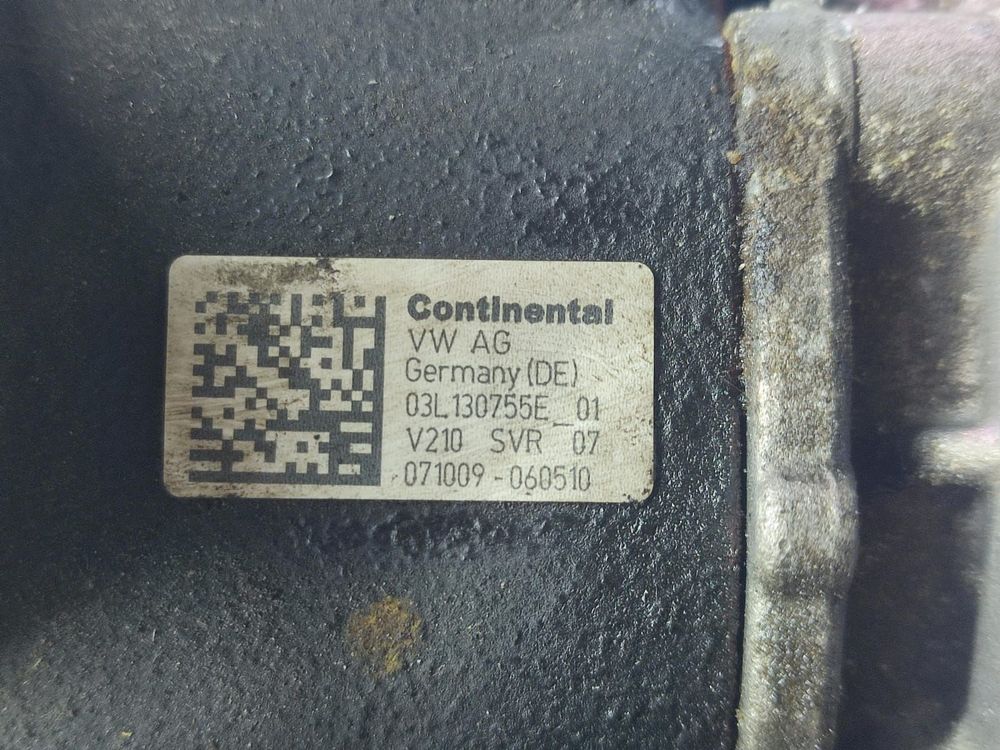 Continental
VW AG
Germany (DE)
03L130755E_01
V210 SVR 07
071009-060510